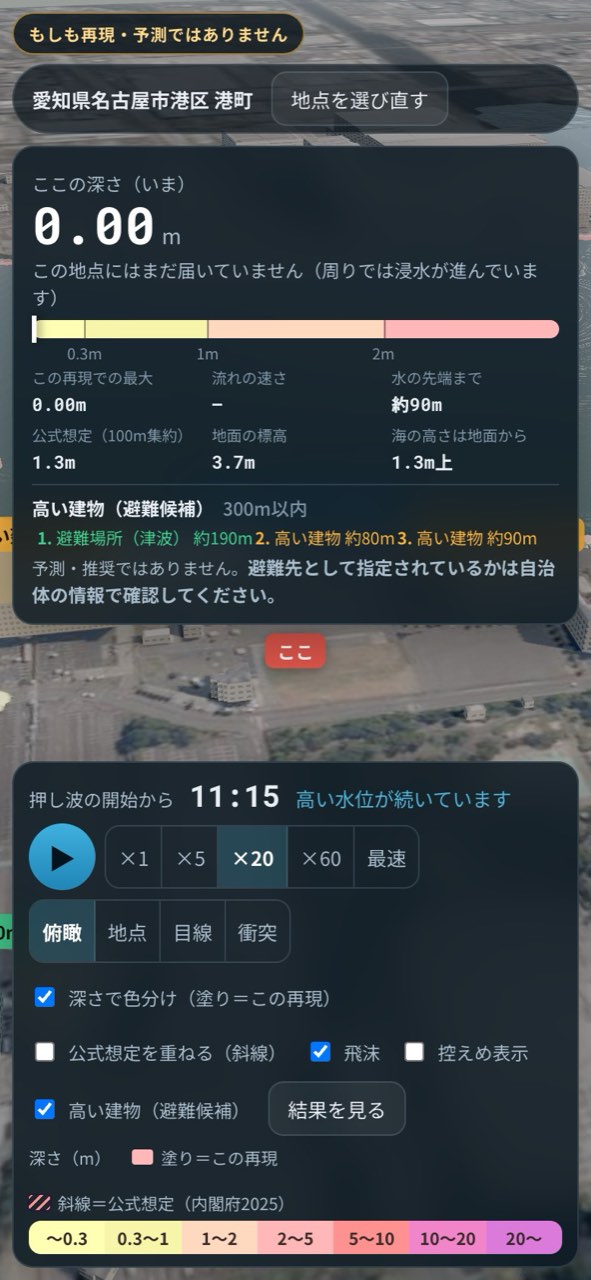 もしも再現・予測ではありません
愛知県名古屋市港区 港町 地点を選び直す
ここの深さ（いま）
0.00 m
この地点にはまだ届いていません（周りでは浸水が進んでいま
す）
0.3m 1m 2m
この再現での最大 流れの速さ 水の先端まで
0.00m – 約90m
公式想定（100m集約） 地面の標高 海の高さは地面から
1.3m 3.7m 1.3m上
高い建物（避難候補） 300m以内
1. 避難場所（津波） 約190m 2. 高い建物 約80m 3. 高い建物 約90m
予測・推奨ではありません。避難先として指定されているかは自治
体の情報で確認してください。
ここ
押し波の開始から 11:15 高い水位が続いています
×1 ×5 ×20 ×60 最速
俯瞰 地点 目線 衝突
深さで色分け（塗り＝この再現）
公式想定を重ねる（斜線） 飛沫 控えめ表示
高い建物（避難候補） 結果を見る
深さ（m） 塗り＝この再現
斜線＝公式想定（内閣府2025）
〜0.3 0.3〜1 1〜2 2〜5 5〜10 10〜20 20〜